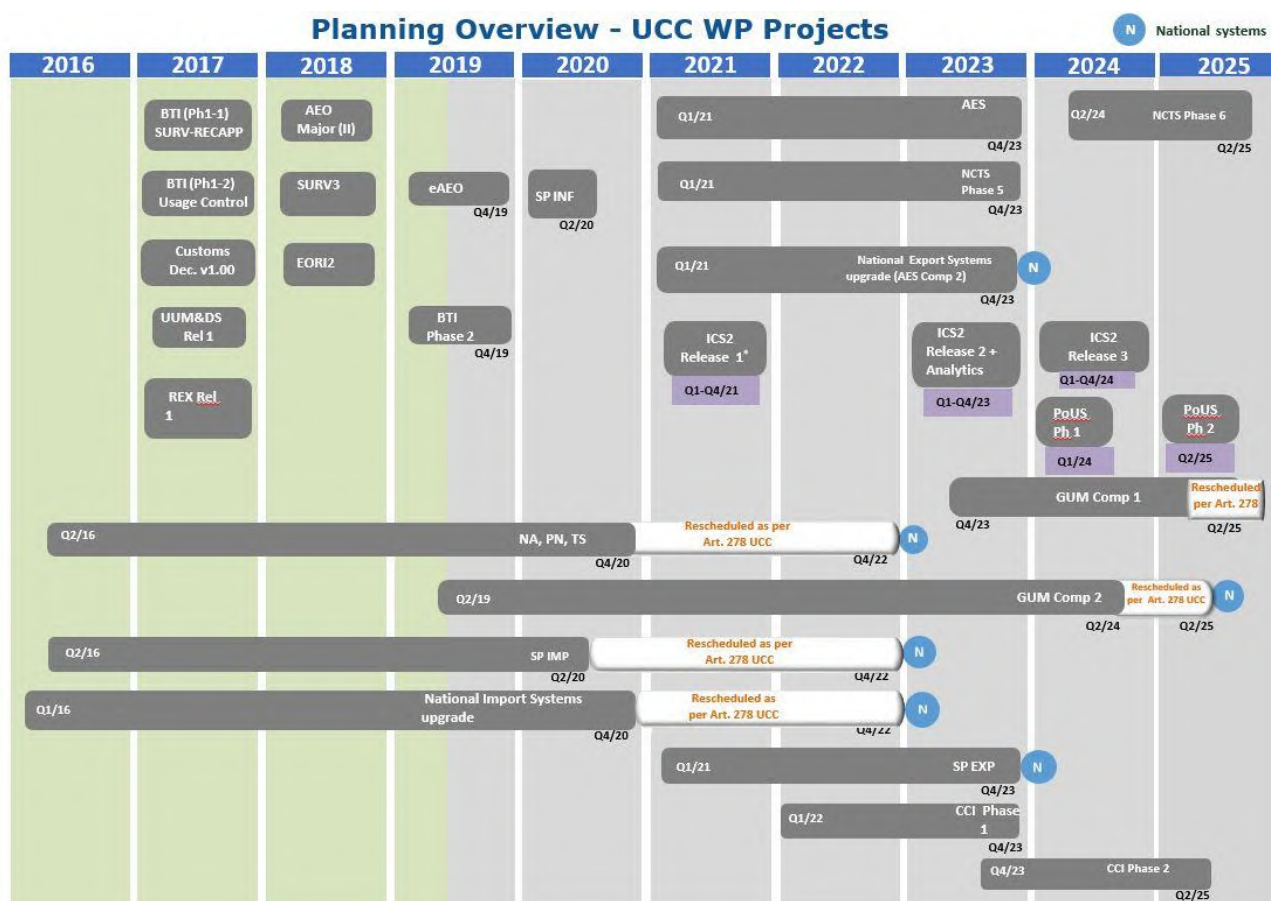 Planning Overview - UCC WP Projects
N National systems
2016 2017 2018 2019 2020 2021 2022 2023 2024 2025
BTI (Ph1-1)
SURV-RECAPP
AEO
Major (II)
Q1/21
AES
Q4/23
Q2/24
NCTS Phase 6
Q2/25
BTI (Ph1-2)
Usage Control
SURV3
eAEO
Q4/19
SP INF
Q2/20
Q1/21
NCTS
Phase 5
Q4/23
Customs
Dec. v1.00
EORI2
Q1/21
National Export Systems
upgrade (AES Comp 2)
Q4/23
N
UUM&DS
Rel 1
BTI
Phase 2
Q4/19
ICS2
Release 1*
Q1-Q4/21
ICS2
Release 2 +
Analytics
Q1-Q4/23
ICS2
Release 3
Q1-Q4/24
REX Rel
1
PoUS
Ph 1
Q1/24
PoUS
Ph 2
Q2/25
GUM Comp 1
Q4/23
Rescheduled
per Art. 278
Q2/25
Q2/16
NA, PN, TS
Q4/20
Rescheduled as per
Art. 278 UCC
Q4/22
N
Q2/19
GUM Comp 2
Q2/24
Rescheduled as
per Art. 278 UCC
Q2/25
N
Q2/16
SP IMP
Q2/20
Rescheduled as per
Art. 278 UCC
Q4/22
N
Q1/16
National Import Systems
upgrade
Q4/20
Rescheduled as
per Art. 278 UCC
Q4/22
N
Q1/21
SP EXP
Q4/23
N
Q1/22
CCI Phase
1
Q4/23
Q4/23
CCI Phase 2
Q2/25